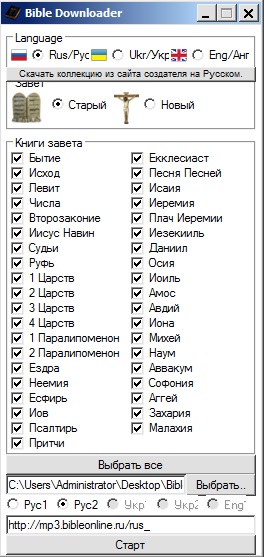 Bible Downloader
Language
Rus/Рус Ukr/Укр Eng/Анг
Скачать коллекцию из сайта создателя на Русском.
Завет
Старый Новый
Книги завета
Бытие
Исход
Левит
Числа
Второзаконие
Иисус Навин
Судьи
Руфь
1 Царств
2 Царств
3 Царств
4 Царств
1 Паралипоменон
2 Паралипоменон
Ездра
Неемия
Есфирь
Иов
Псалтирь
Притчи
Екклесиаст
Песня Песней
Исаия
Иеремия
Плач Иеремии
Иезекииль
Даниил
Осия
Иоиль
Амос
Авдий
Иона
Михей
Наум
Аввакум
Софония
Аггей
Захария
Малахия
Выбрать все
C:\Users\Administrator\Desktop\Bibl Выбрать..
Рус1 Рус2 Укр Укр2 Eng
http://mp3.bibleonline.ru/rus_
Старт